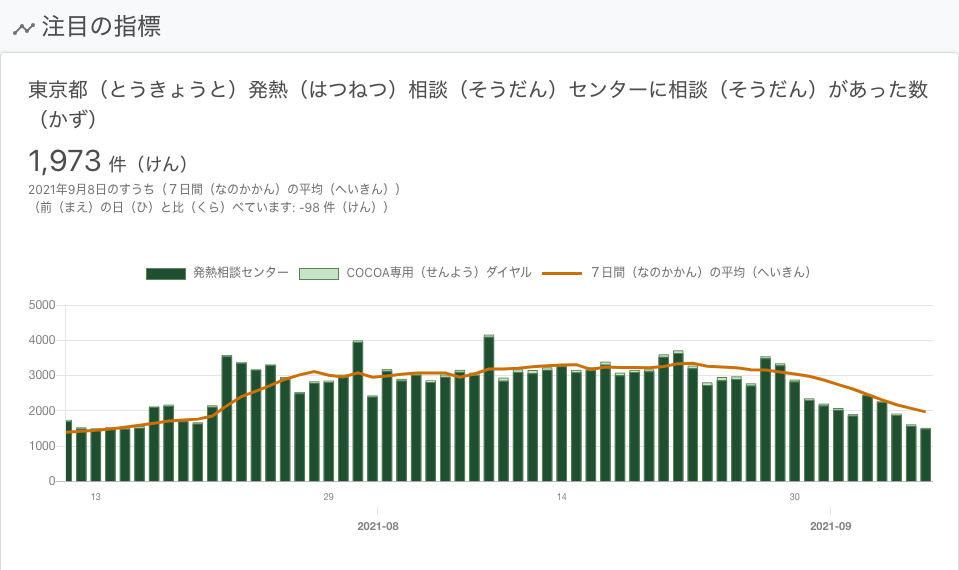 注目の指標
東京都（とうきょうと）発熱（はつねつ）相談（そうだん）センターに相談（そうだん）があった数
（かず）
1,973 件（けん）
2021年9月8日のすうち（７日間（なのかかん）の平均（へいきん））
（前（まえ）の日（ひ）と比（くら）べています: -98 件（けん））
発熱相談センター COCOA専用（せんよう）ダイヤル ７日間（なのかかん）の平均（へいきん）
5000
4000
3000
2000
1000
0
13 29 14 30
2021-08 2021-09